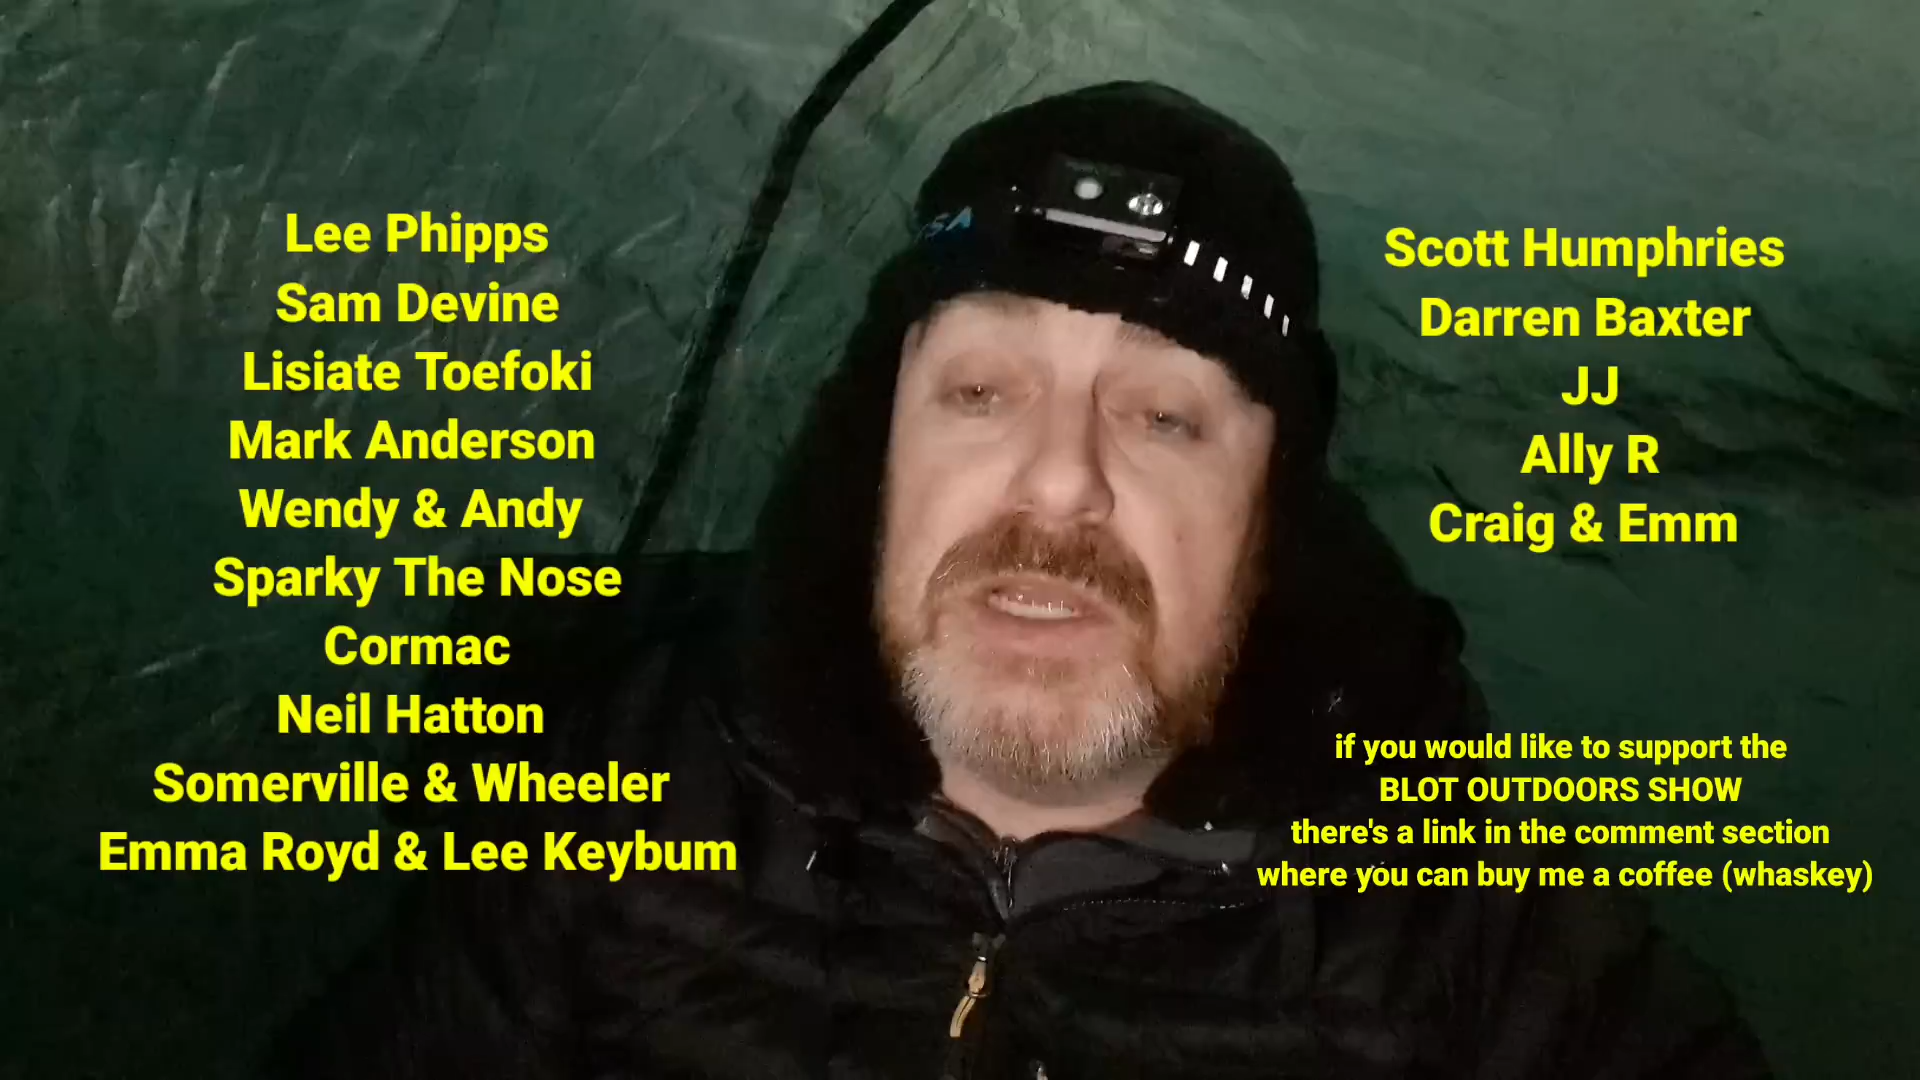 Lee Phipps
Sam Devine
Lisiate Toefoki
Mark Anderson
Wendy & Andy
Sparky The Nose
Cormac
Neil Hatton
Somerville & Wheeler
Emma Royd & Lee Keybum
Scott Humphries
Darren Baxter
JJ
Ally R
Craig & Emm
if you would like to support the
BLOT OUTDOORS SHOW
there's a link in the comment section
where you can buy me a coffee (whaskey)